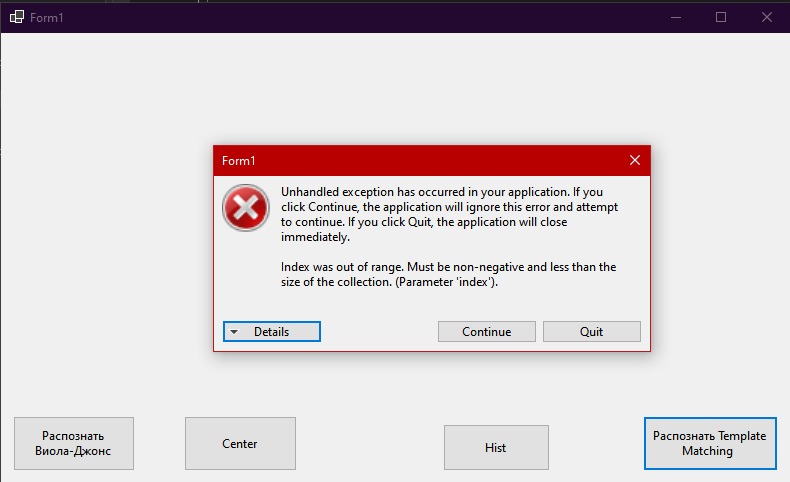 Form1
Form1
Unhandled exception has occurred in your application. If you
click Continue, the application will ignore this error and attempt
to continue. If you click Quit, the application will close
immediately.
Index was out of range. Must be non-negative and less than the
size of the collection. (Parameter 'index').
Details
Continue
Quit
Распознать
Виола-Джонс
Center
Hist
Распознать Template
Matching